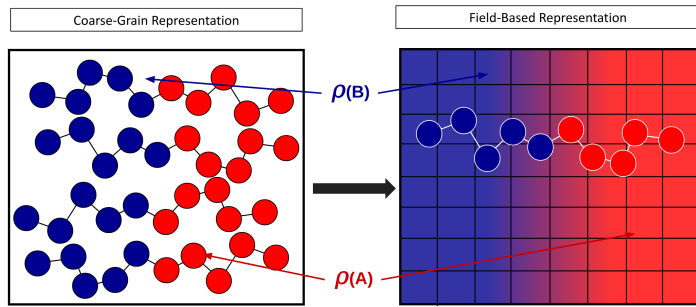 Coarse-Grain Representation
Field-Based Representation
ρ(B)
ρ(A)